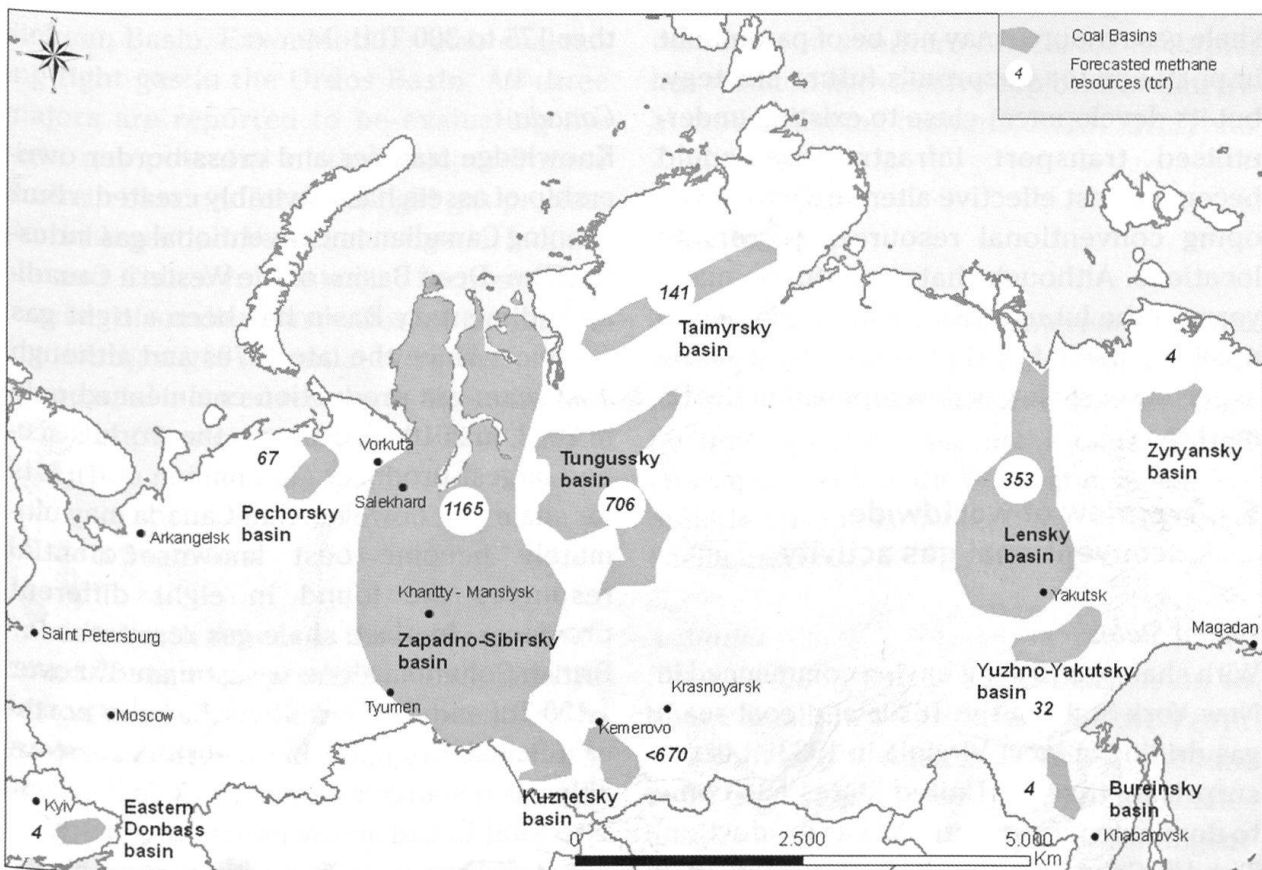 Coal Basins
4 Forecasted methane
resources (tcf)
141
Taimyrsky
basin
4
Zyryansky
basin
67
Vorkuta
Salekhard
Pechorsky
basin
Arkangelsk
1165
Tungussky
basin
706
353
Lensky
basin
Yakutsk
Khantty - Mansiysk
Zapadno-Sibirsky
basin
Saint Petersburg
Magadan
Yuzhno-Yakutsky
basin
32
Tyumen
Krasnoyarsk
Moscow
Kemerovo
<670
Kuznetsky
basin
4
Bureinsky
basin
Khabarovsk
Kyiv
4
Eastern
Donbass
basin
0
2.500
5.000
Km